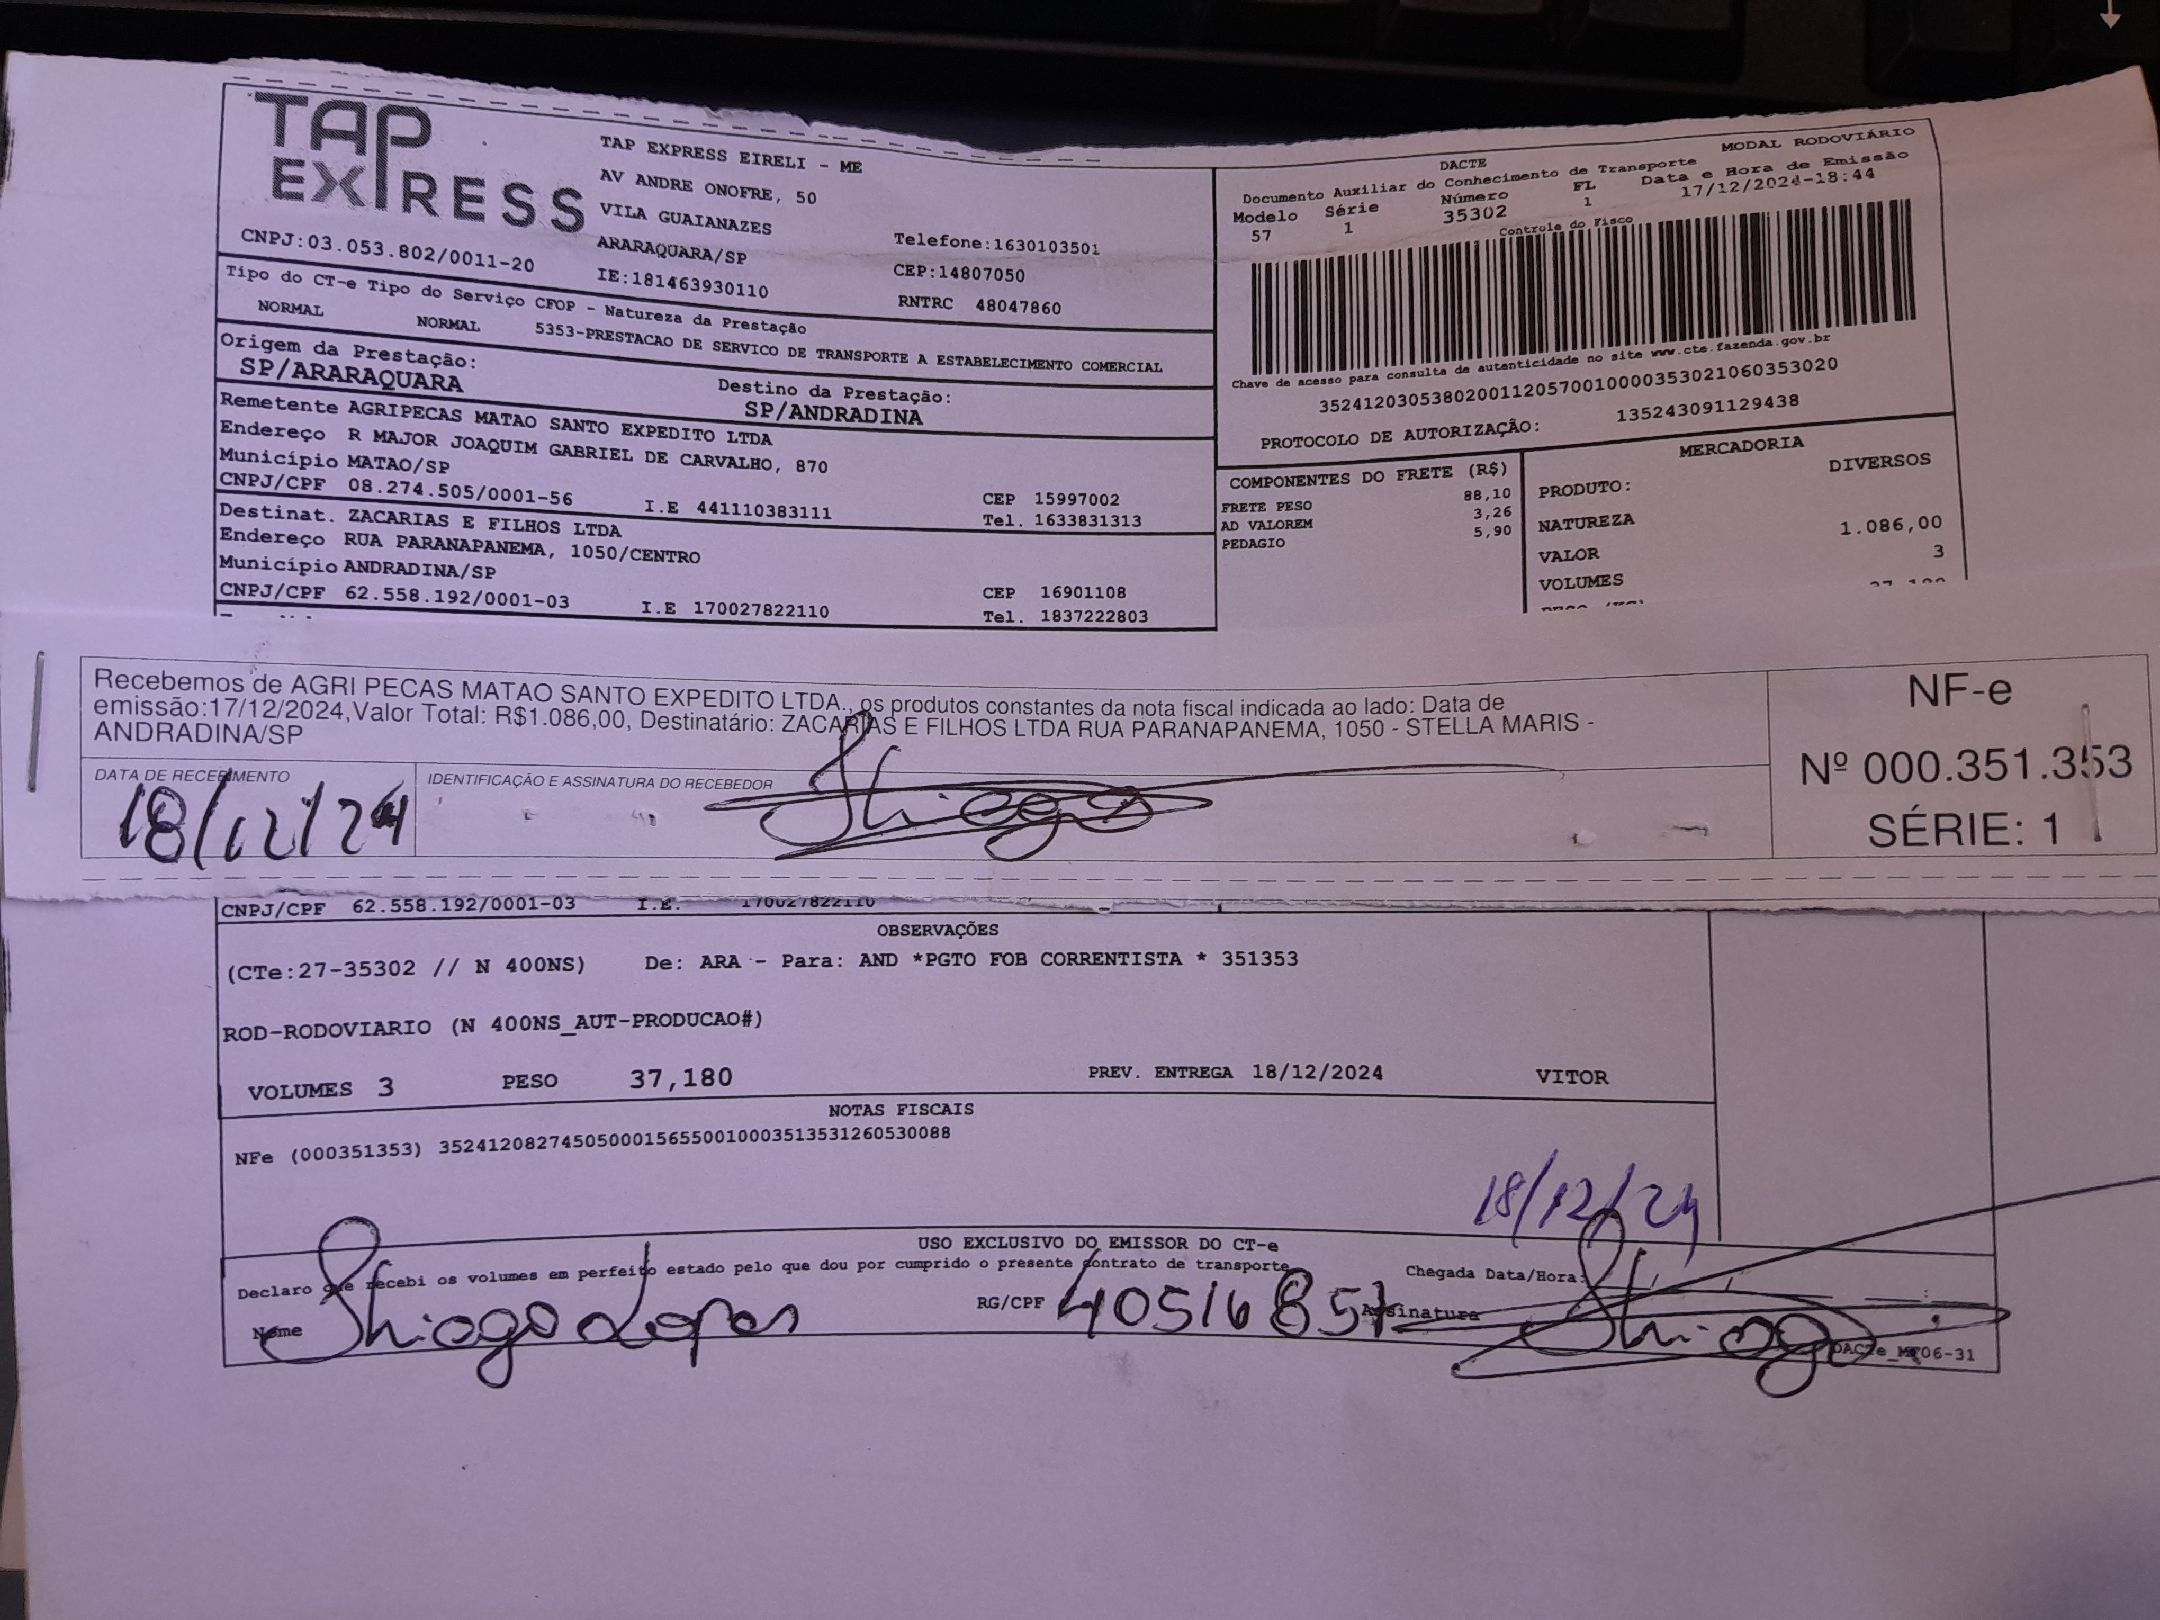 TAP
EXPRESS
TAP EXPRESS EIRELI - ME
AV ANDRE ONOFRE, 50
VILA GUAIANAZES
ARARAQUARA/SP
IE:181463930110
Telefone:1630103501
CEP:14807050
RNTRC 48047860
CNPJ:03.053.802/0011-20
Tipo do CT-e Tipo do Serviço CFOP - Natureza da Prestação
NORMAL NORMAL 5353-PRESTACAO DE SERVICO DE TRANSPORTE A ESTABELECIMENTO COMERCIAL
Origem da Prestação:
SP/ARARAQUARA
Destino da Prestação:
SP/ANDRADINA
Remetente AGRIPECAS MATAO SANTO EXPEDITO LTDA
Endereço R MAJOR JOAQUIM GABRIEL DE CARVALHO, 870
Município MATAO/SP CEP 15997002
CNPJ/CPF 08.274.505/0001-56 I.E 441110383111 Tel. 1633831313
Destinat. ZACARIAS E FILHOS LTDA
Endereço RUA PARANAPANEMA, 1050/CENTRO
Município ANDRADINA/SP CEP 16901108
CNPJ/CPF 62.558.192/0001-03 I.E 170027822110 Tel. 1837222803
DACTE MODAL RODOVIÁRIO
Documento Auxiliar do Conhecimento de Transporte
Modelo Série Número FL Data e Hora de Emissão
57 1 35302 1 17/12/2024-18:44
Controle do Fisco
Chave de acesso para consulta de autenticidade no site www.cte.fazenda.gov.br
35241203053802001120570010000353021060353020
PROTOCOLO DE AUTORIZAÇÃO: 135243091129438
COMPONENTES DO FRETE (R$)
FRETE PESO 88,10
AD VALOREM 3,26
PEDAGIO 5,90
MERCADORIA
PRODUTO: DIVERSOS
NATUREZA
VALOR 1.086,00
VOLUMES 3
Recebemos de AGRI PECAS MATAO SANTO EXPEDITO LTDA., os produtos constantes da nota fiscal indicada ao lado: Data de
emissão:17/12/2024,Valor Total: R$1.086,00, Destinatário: ZACARIAS E FILHOS LTDA RUA PARANAPANEMA, 1050 - STELLA MARIS -
ANDRADINA/SP
DATA DE RECEBIMENTO
18/12/24
IDENTIFICAÇÃO E ASSINATURA DO RECEBEDOR
Thiago
NF-e
Nº 000.351.353
SÉRIE: 1
CNPJ/CPF 62.558.192/0001-03 I.E. 170027822110
OBSERVAÇÕES
(CTe:27-35302 // N 400NS) De: ARA - Para: AND *PGTO FOB CORRENTISTA * 351353
ROD-RODOVIARIO (N 400NS_AUT-PRODUCAO#)
VOLUMES 3 PESO 37,180 PREV. ENTREGA 18/12/2024 VITOR
NOTAS FISCAIS
NFe (000351353) 35241208274505000156550010003513531260530088
18/12/24
USO EXCLUSIVO DO EMISSOR DO CT-e
Declaro que recebi os volumes em perfeito estado pelo que dou por cumprido o presente contrato de transporte
Chegada Data/Hora:
Nome Thiago Lopes RG/CPF 40516857 Assinatura Thiago
DACTe_MP06-31